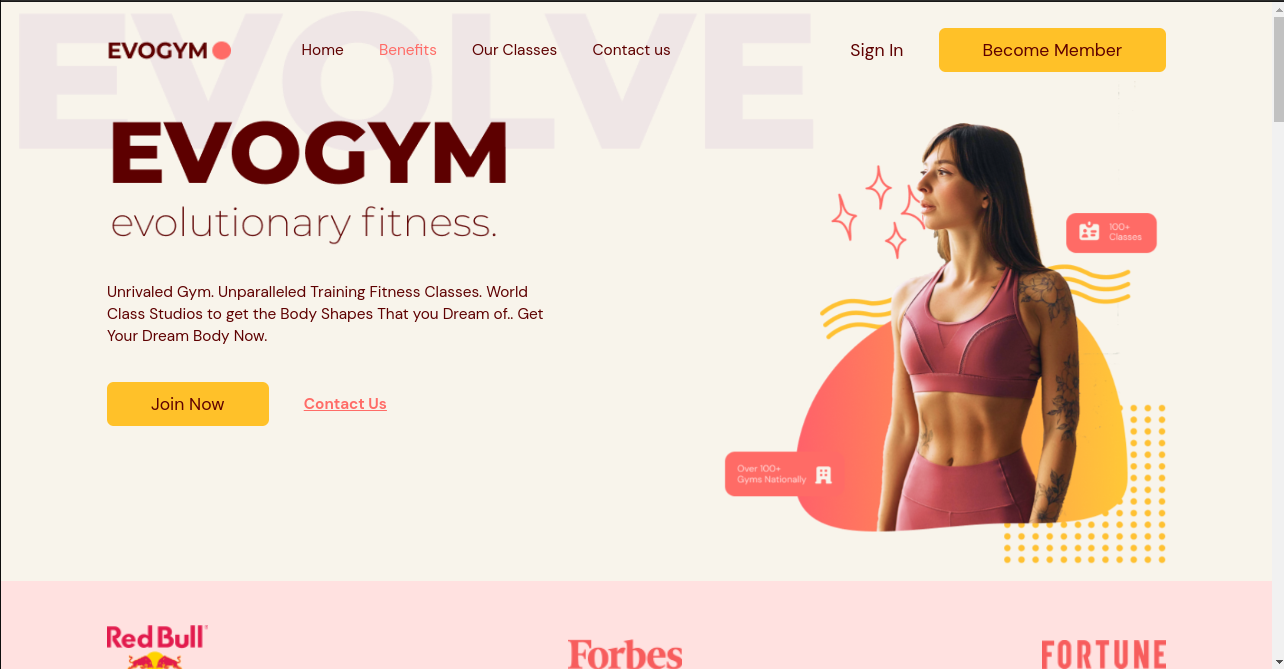 EVOLVE
EVOGYM
Home
Benefits
Our Classes
Contact us
Sign In
Become Member
EVOGYM
evolutionary fitness.
Unrivaled Gym. Unparalleled Training Fitness Classes. World
Class Studios to get the Body Shapes That you Dream of.. Get
Your Dream Body Now.
Join Now
Contact Us
100+
Classes
Over 100+
Gyms Nationally
Red Bull
Forbes
FORTUNE